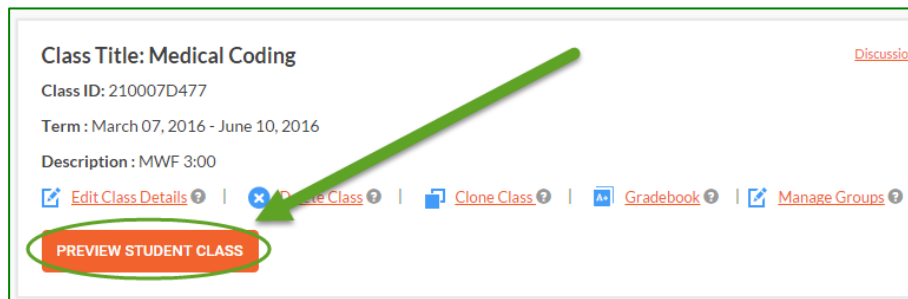 Class Title: Medical Coding
Discussio
Class ID: 210007D477
Term : March 07, 2016 - June 10, 2016
Description : MWF 3:00
Edit Class Details ? | Delete Class ? | Clone Class ? | A+ Gradebook ? | Manage Groups ?
PREVIEW STUDENT CLASS